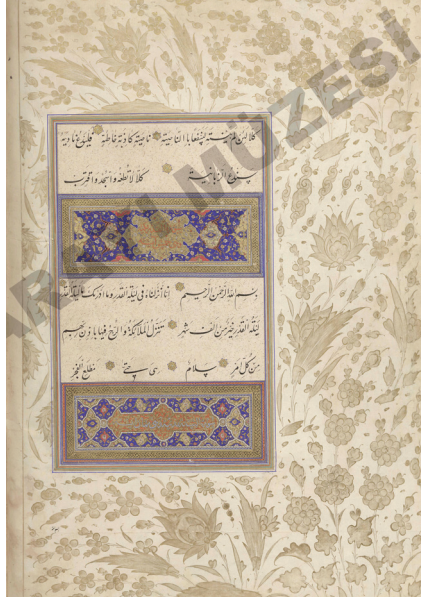 كلا لئن لم ينته لنسفعا بالناصية ناصية كاذبة خاطئة فليدع ناديه
سندع الزبانية كلا لا تطعه واسجد واقترب
بسم الله الرحمن الرحيم انا انزلناه في ليلة القدر وما ادريك ما ليلة القدر
ليلة القدر خير من الف شهر تنزل الملائكة والروح فيها باذن ربهم
من كل امر سلام هي حتى مطلع الفجر
MÜZESİ